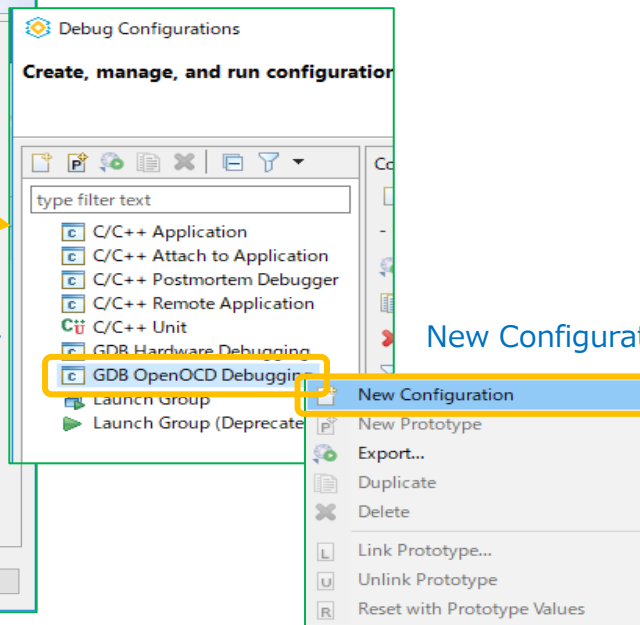 Debug Configurations
Create, manage, and run configuration
type filter text
Co
C/C++ Application
C/C++ Attach to Application
C/C++ Postmortem Debugger
C/C++ Remote Application
C/C++ Unit
GDB Hardware Debugging
GDB OpenOCD Debugging
Launch Group
Launch Group (Deprecate
New Configurat
New Configuration
New Prototype
Export...
Duplicate
Delete
Link Prototype...
Unlink Prototype
Reset with Prototype Values